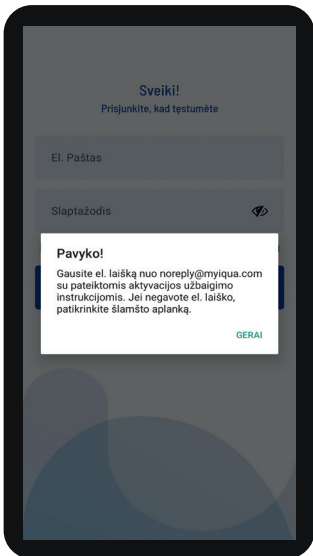 Sveiki!
Prisijunkite, kad tęstumėte
El. Paštas
Slaptažodis
Pavyko!
Gausite el. laišką nuo noreply@myiqua.com
su pateiktomis aktyvacijos užbaigimo
instrukcijomis. Jei negavote el. laiško,
patikrinkite šlamšto aplanką.
GERAI